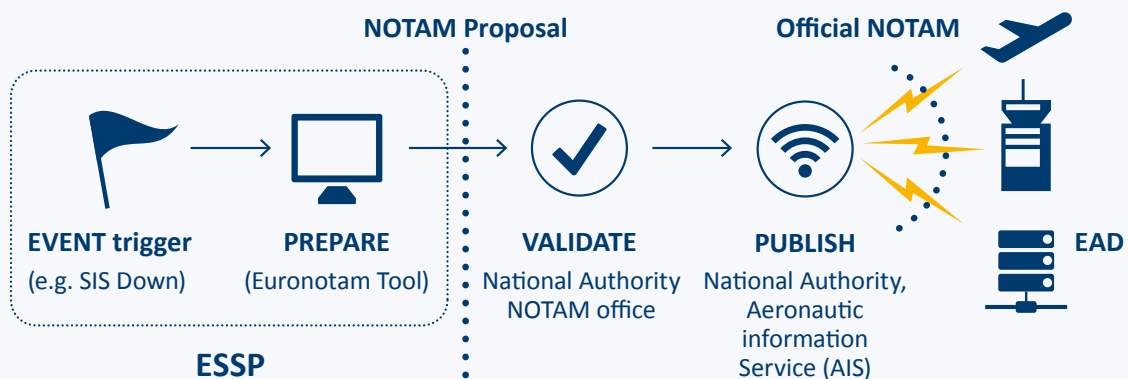 NOTAM Proposal
Official NOTAM
EVENT trigger
(e.g. SIS Down)
PREPARE
(Euronotam Tool)
VALIDATE
National Authority
NOTAM office
PUBLISH
National Authority,
Aeronautic
information
Service (AIS)
EAD
ESSP